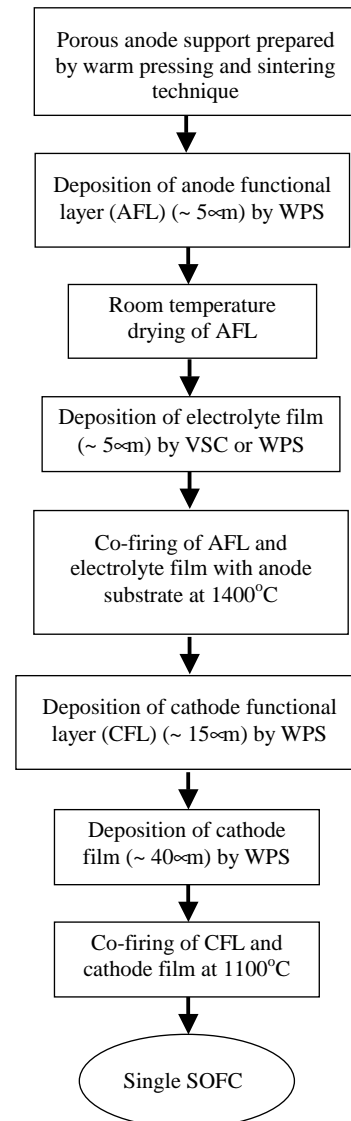 Porous anode support prepared
by warm pressing and sintering
technique
Deposition of anode functional
layer (AFL) (~ 5∝m) by WPS
Room temperature
drying of AFL
Deposition of electrolyte film
(~ 5∝m) by VSC or WPS
Co-firing of AFL and
electrolyte film with anode
substrate at 1400°C
Deposition of cathode functional
layer (CFL) (~ 15∝m) by WPS
Deposition of cathode
film (~ 40∝m) by WPS
Co-firing of CFL and
cathode film at 1100°C
Single SOFC